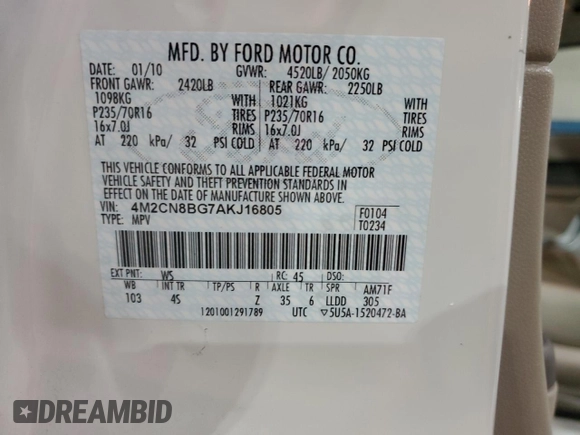 MFD. BY FORD MOTOR CO.
DATE: 01/10 GVWR: 4520LB/ 2050KG
FRONT GAWR: 2420LB REAR GAWR: 2250LB
1098KG WITH 1021KG WITH
P235/70R16 TIRES P235/70R16 TIRES
16x7.0J RIMS 16x7.0J RIMS
AT 220 kPa/ 32 PSI COLD AT 220 kPa/ 32 PSI COLD
THIS VEHICLE CONFORMS TO ALL APPLICABLE FEDERAL MOTOR
VEHICLE SAFETY AND THEFT PREVENTION STANDARDS IN
EFFECT ON THE DATE OF MANUFACTURE SHOWN ABOVE.
VIN: 4M2CN8BG7AKJ16805 F0104
TYPE: MPV T0234
EXT PNT: WS RC: 45 DSO:
WB INT TR TP/PS R AXLE TR SPR AM71F
103 4S Z 35 6 LLDD 305
1201001291789 UTC ▽5U5A-1520472-BA
DREAMBID